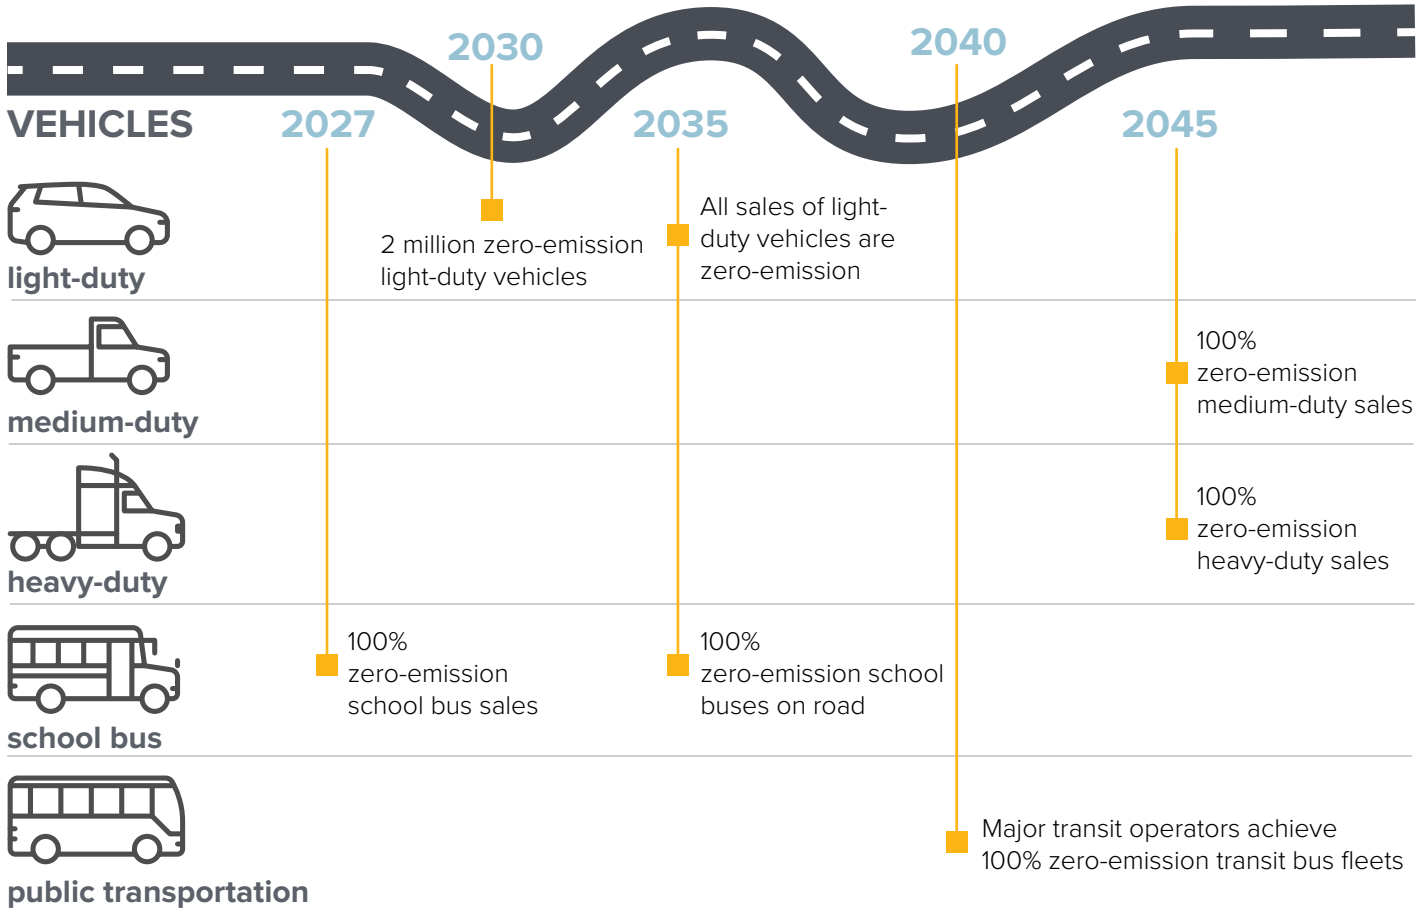 2030
2040
VEHICLES
2027
2035
2045
light-duty
2 million zero-emission
light-duty vehicles
All sales of light-
duty vehicles are
zero-emission
medium-duty
100%
zero-emission
medium-duty sales
heavy-duty
100%
zero-emission
heavy-duty sales
school bus
100%
zero-emission
school bus sales
100%
zero-emission school
buses on road
public transportation
Major transit operators achieve
100% zero-emission transit bus fleets